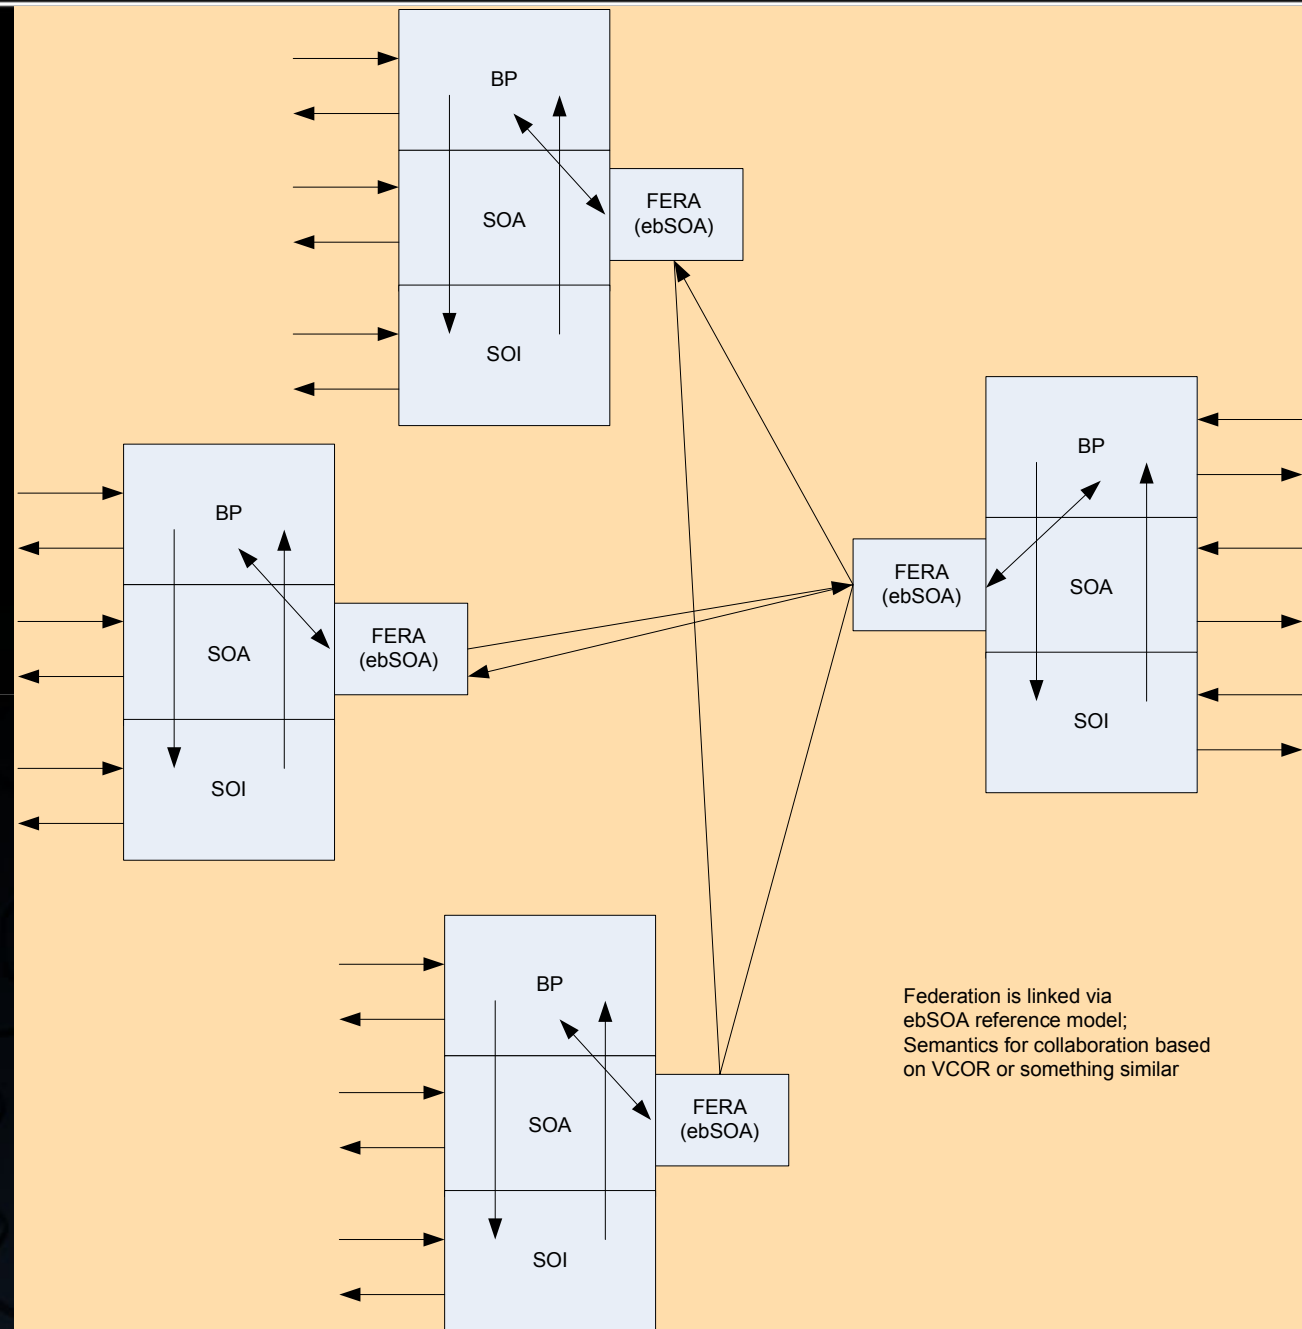 BP
SOA
SOI
FERA
(ebSOA)
BP
SOA
SOI
FERA
(ebSOA)
BP
SOA
SOI
FERA
(ebSOA)
BP
SOA
SOI
FERA
(ebSOA)
Federation is linked via
ebSOA reference model;
Semantics for collaboration based
on VCOR or something similar